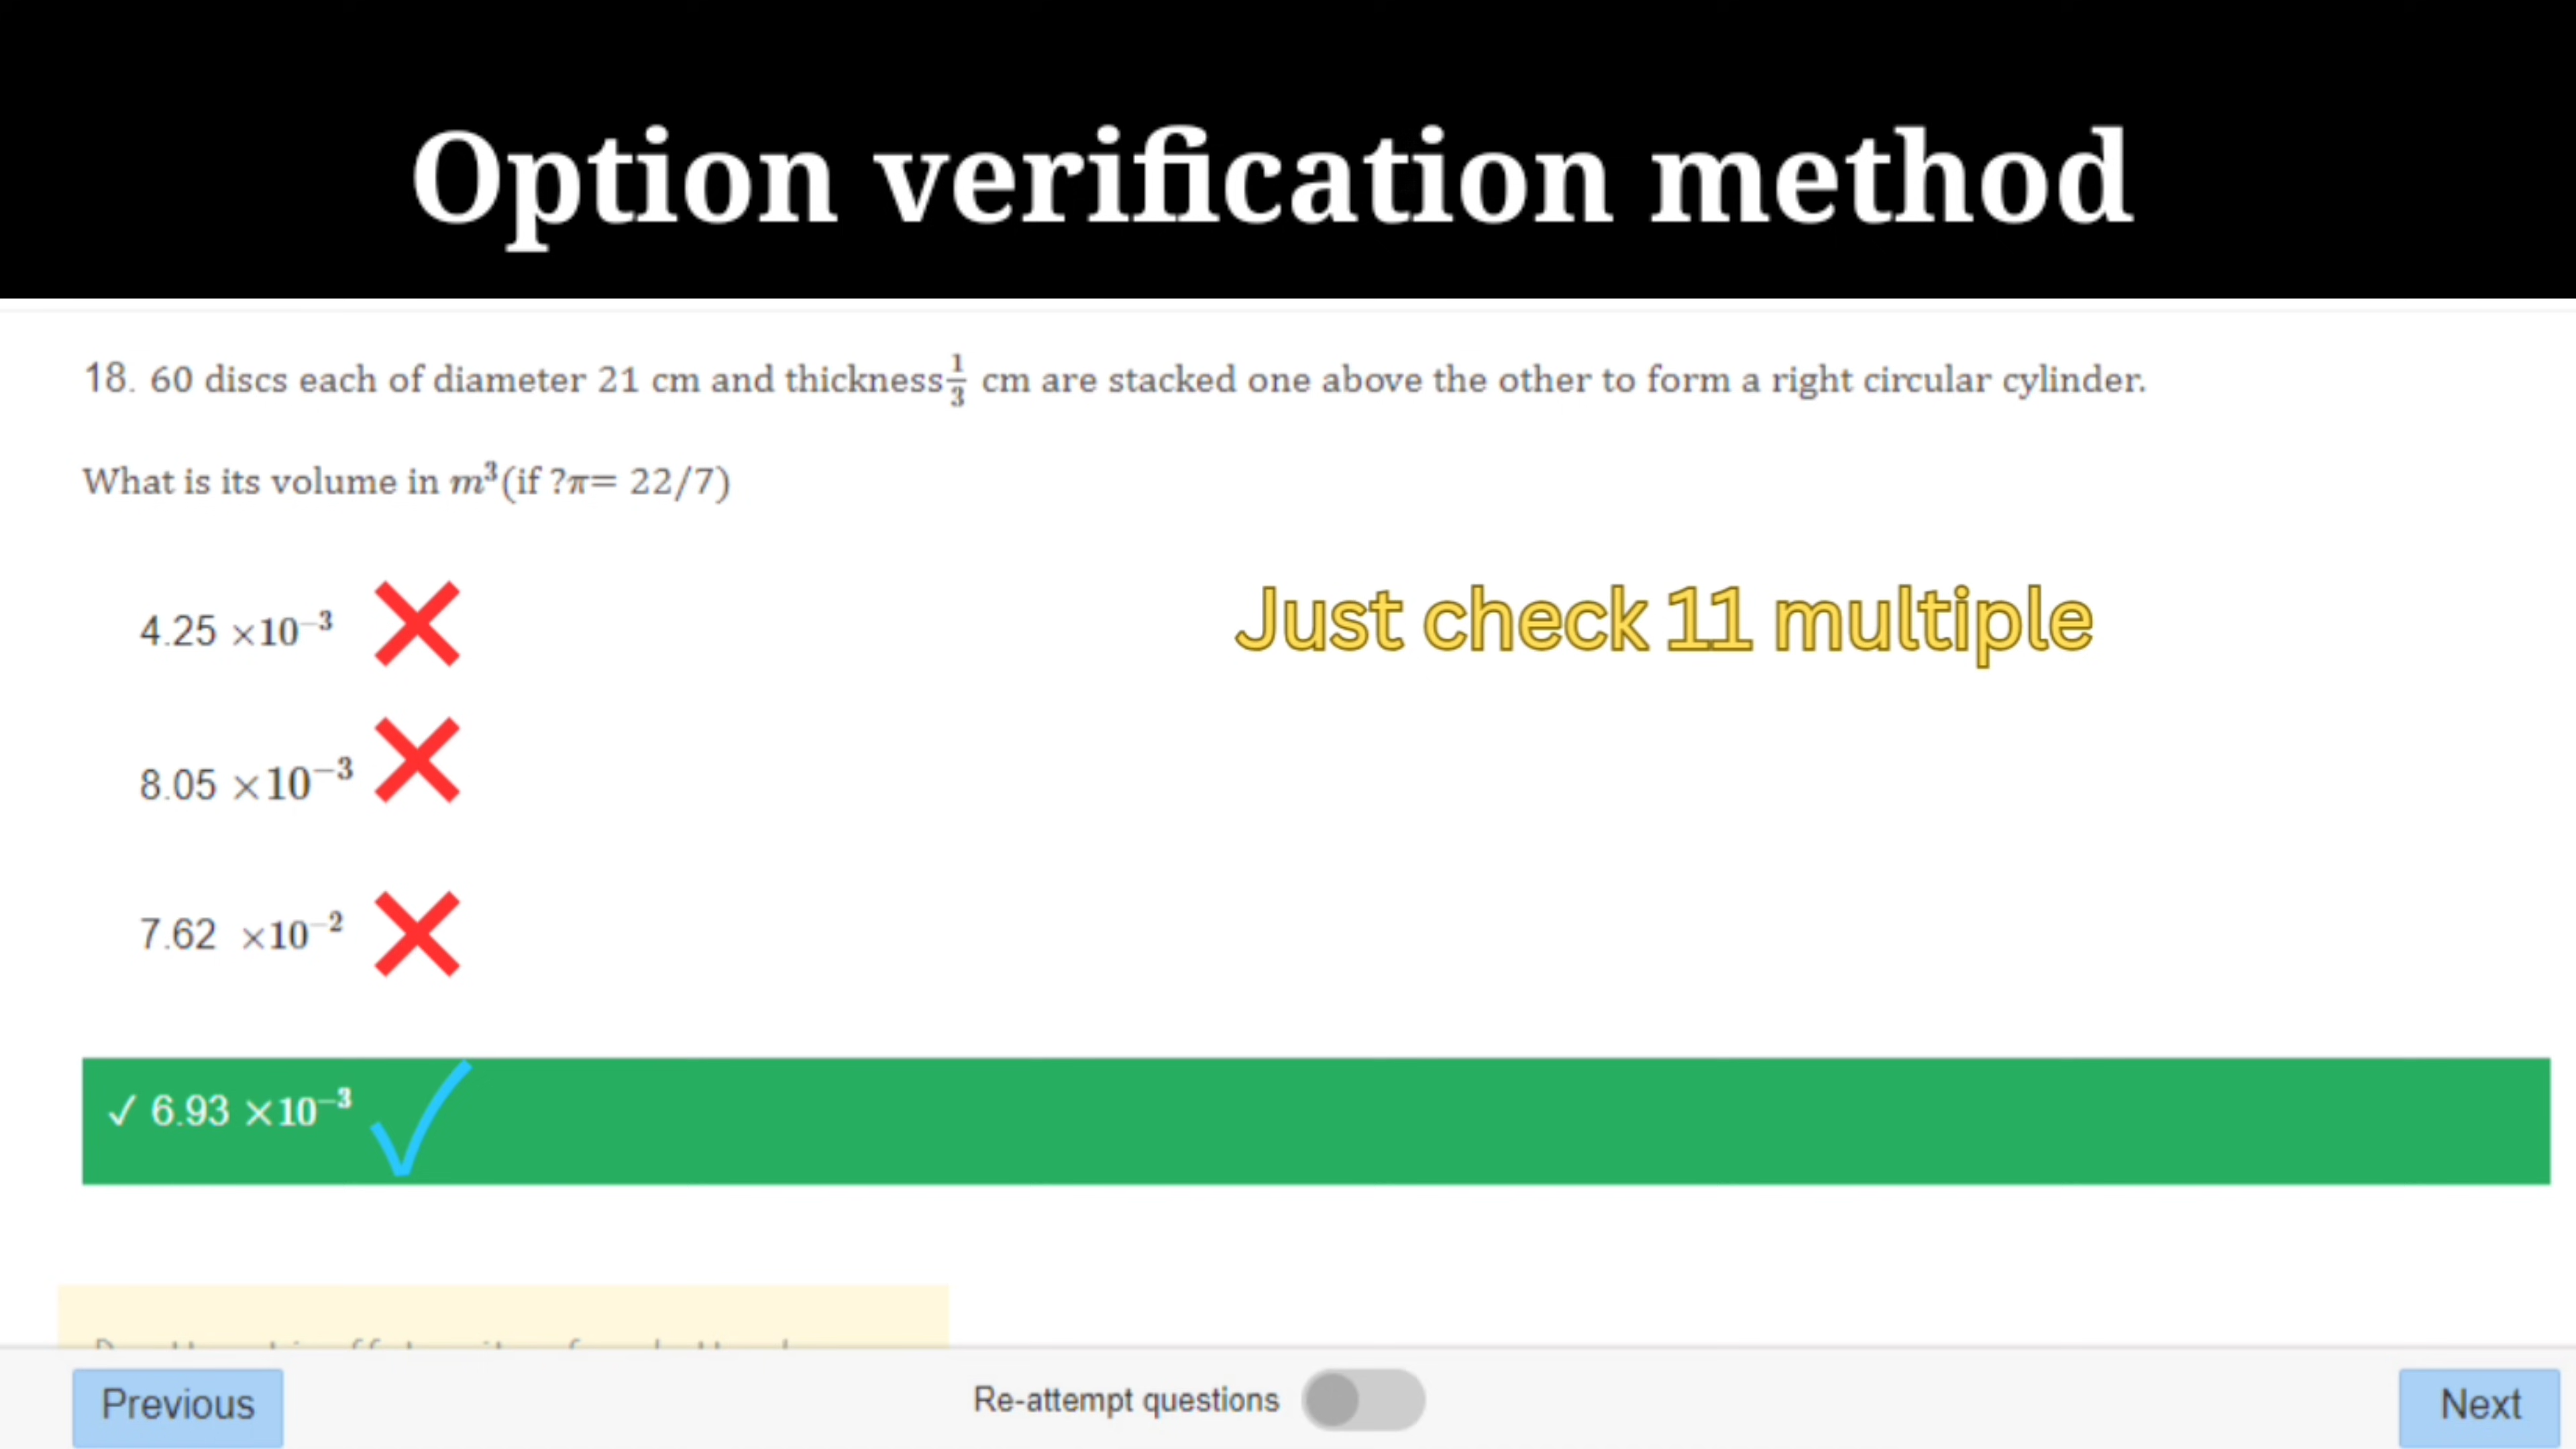 Option verification method
18. 60 discs each of diameter 21 cm and thickness 1/3 cm are stacked one above the other to form a right circular cylinder.
What is its volume in m³(if ?π= 22/7)
Just check 11 multiple
4.25 ×10⁻³
8.05 ×10⁻³
7.62 ×10⁻²
✓ 6.93 ×10⁻³
Previous
Re-attempt questions
Next